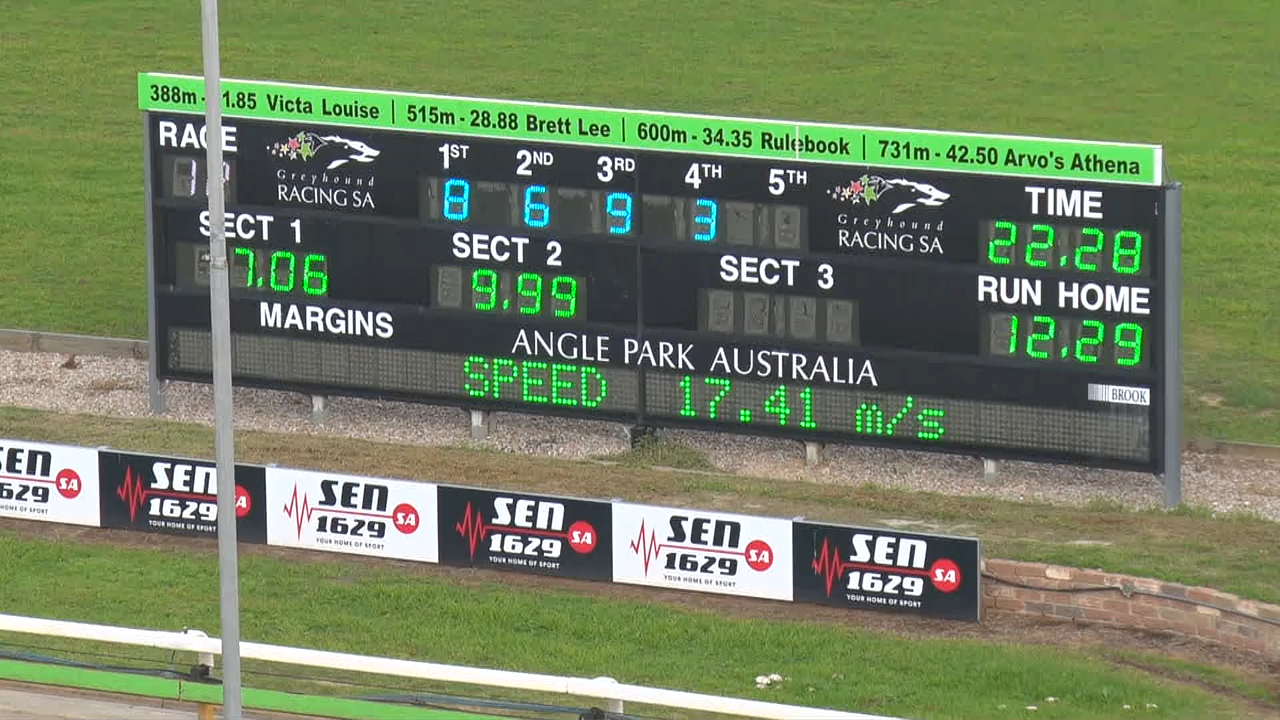 388m - 1.85 Victa Louise | 515m - 28.88 Brett Lee | 600m - 34.35 Rulebook | 731m - 42.50 Arvo's Athena
RACE
Greyhound
RACING SA
1ST 2ND 3RD 4TH 5TH
8 6 9 3
Greyhound
RACING SA
TIME
22.28
SECT 1
7.06
SECT 2
9.99
SECT 3
RUN HOME
12.29
MARGINS
ANGLE PARK AUSTRALIA
SPEED 17.41 m/s
BROOK
SEN
1629
SA
YOUR HOME OF SPORT
SEN
1629
SA
YOUR HOME OF SPORT
SEN
1629
SA
YOUR HOME OF SPORT
SEN
1629
SA
YOUR HOME OF SPORT
SEN
1629
SA
YOUR HOME OF SPORT